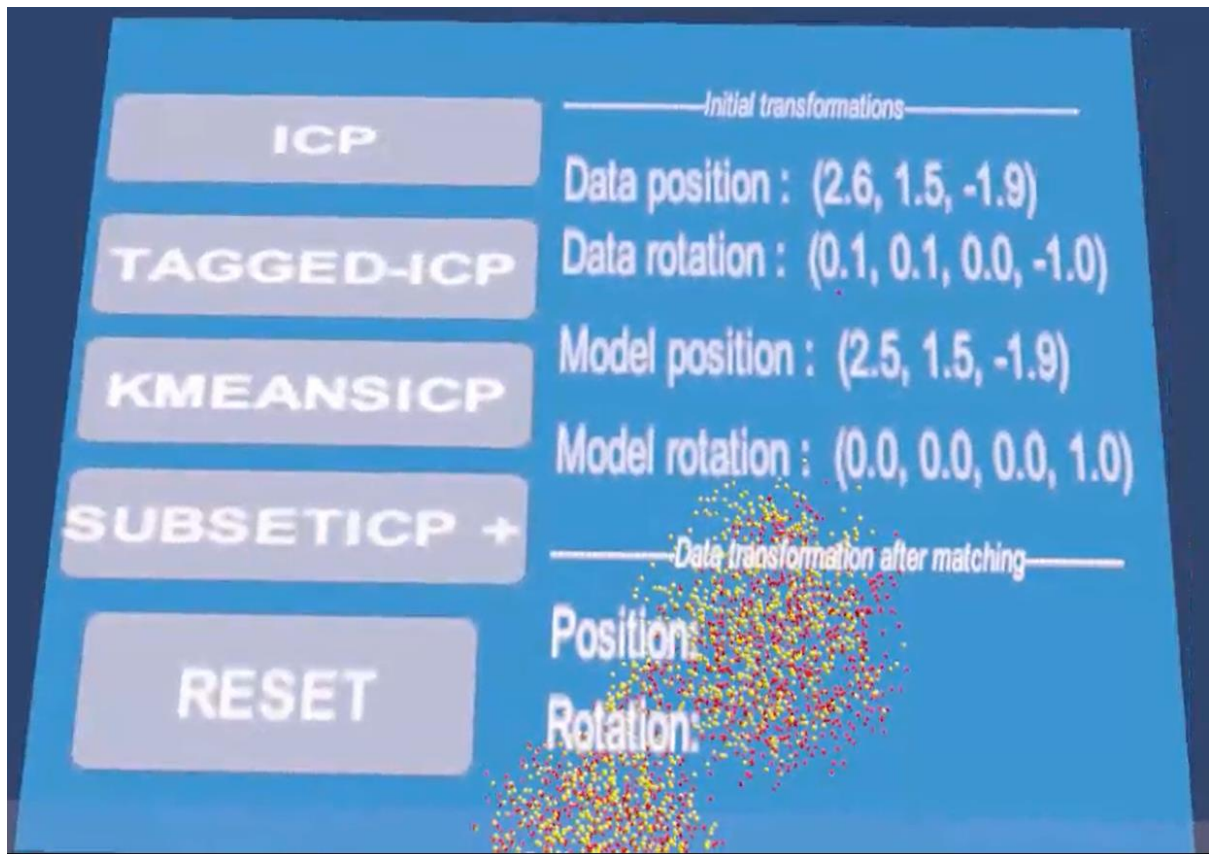 ICP
TAGGED-ICP
KMEANSICP
SUBSETICP +
RESET
Initial transformations
Data position : (2.6, 1.5, -1.9)
Data rotation : (0.1, 0.1, 0.0, -1.0)
Model position : (2.5, 1.5, -1.9)
Model rotation : (0.0, 0.0, 0.0, 1.0)
Data transformation after matching
Position:
Rotation: